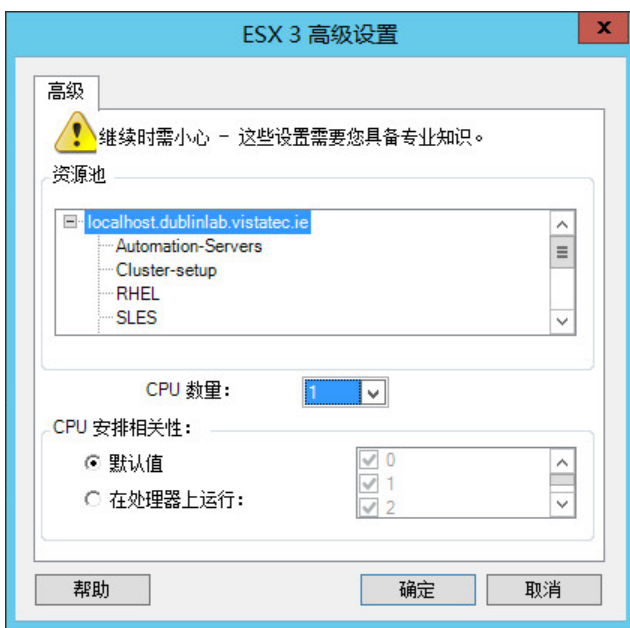 ESX 3 高级设置
x
高级
继续时需小心 - 这些设置需要您具备专业知识。
资源池
localhost.dublinlab.vistatec.ie
Automation-Servers
Cluster-setup
RHEL
SLES
CPU 数量：
1
CPU 安排相关性：
默认值
0
1
在处理器上运行：
2
帮助
确定
取消